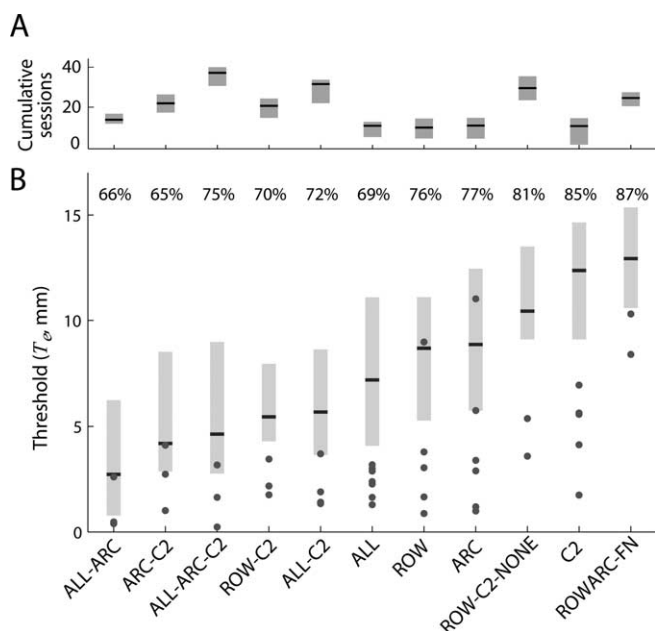 A
Cumulative
sessions
40
20
0
B
66% 65% 75% 70% 72% 69% 76% 77% 81% 85% 87%
Threshold (Te, mm)
15
10
5
0
ALL-ARC
ARC-C2
ALL-ARC-C2
ROW-C2
ALL-C2
ALL
ROW
ARC
ROW-C2-NONE
C2
ROWARC-FN